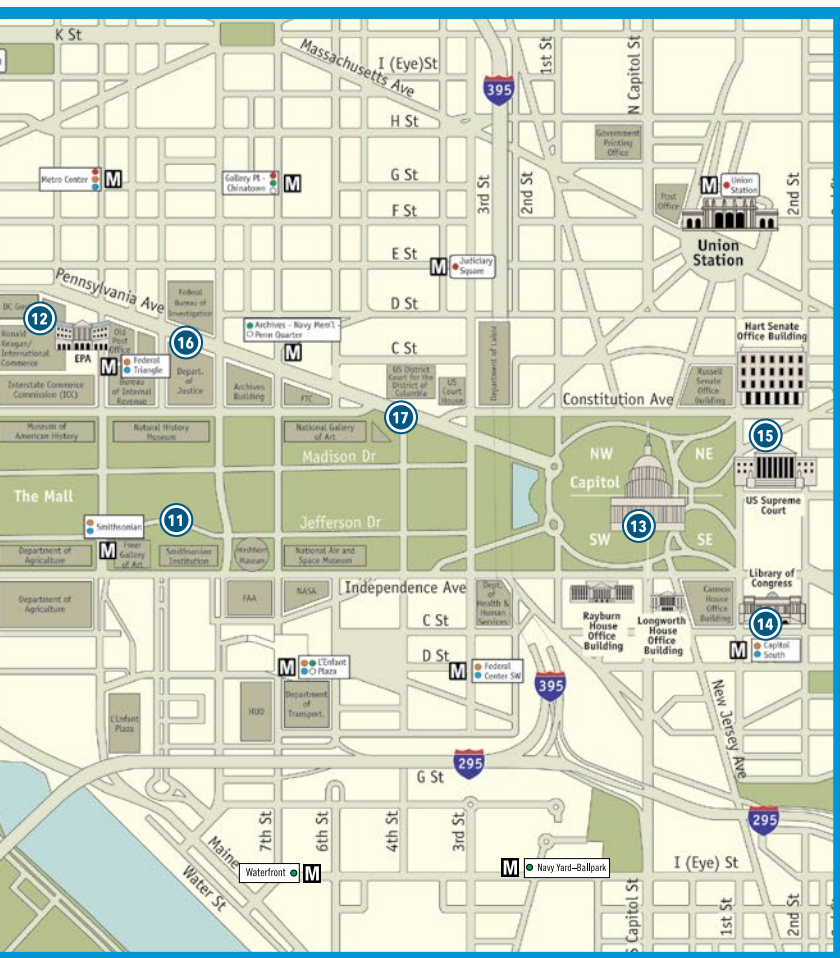 K St
Massachusetts Ave
I (Eye)St
1st St
N Capitol St
395
H St
Government
Printing
Office
Metro Center
M
Gallery Pl -
Chinatown
M
G St
3rd St
2nd St
M
Union
Station
2nd St
Post
Office
F St
Union
Station
E St
M
Judiciary
Square
Pennsylvania Ave
Federal
Bureau of
Investigation
D St
12
Ronald
Reagan/
International
Commerce
EPA
Old
Post
Office
16
Archives - Navy Mem'l -
Penn Quarter
M
C St
Department of Labor
Hart Senate
Office Building
M
Federal
Triangle
Depart.
of
Justice
US District
Court for the
District of
Columbia
US
Court
House
Russell
Senate
Office
Building
Interstate Commerce
Commission (ICC)
Bureau
of Internal
Revenue
Archives
Building
FTC
Constitution Ave
17
Museum of
American History
Natural History
Museum
National Gallery
of Art
15
Madison Dr
NW
NE
Capitol
The Mall
US Supreme
Court
Smithsonian
11
Jefferson Dr
13
SW
SE
M
Department of
Agriculture
Freer
Gallery
of Art
Smithsonian
Institution
Hirshhorn
Museum
National Air and
Space Museum
Library of
Congress
Independence Ave
Department of
Agriculture
FAA
NASA
Dept.
of
Health &
Human
Services
Rayburn
House
Office
Building
Longworth
House
Office
Building
Cannon
House
Office
Building
14
C St
M
Capitol
South
D St
M
L'Enfant
Plaza
M
Federal
Center SW
395
New Jersey Ave
L'Enfant
Plaza
HUD
Department
of
Transport.
295
G St
295
7th St
6th St
4th St
3rd St
Maine
Water St
Waterfront
M
M
Navy Yard–Ballpark
I (Eye) St
S Capitol St
1st St
2nd St